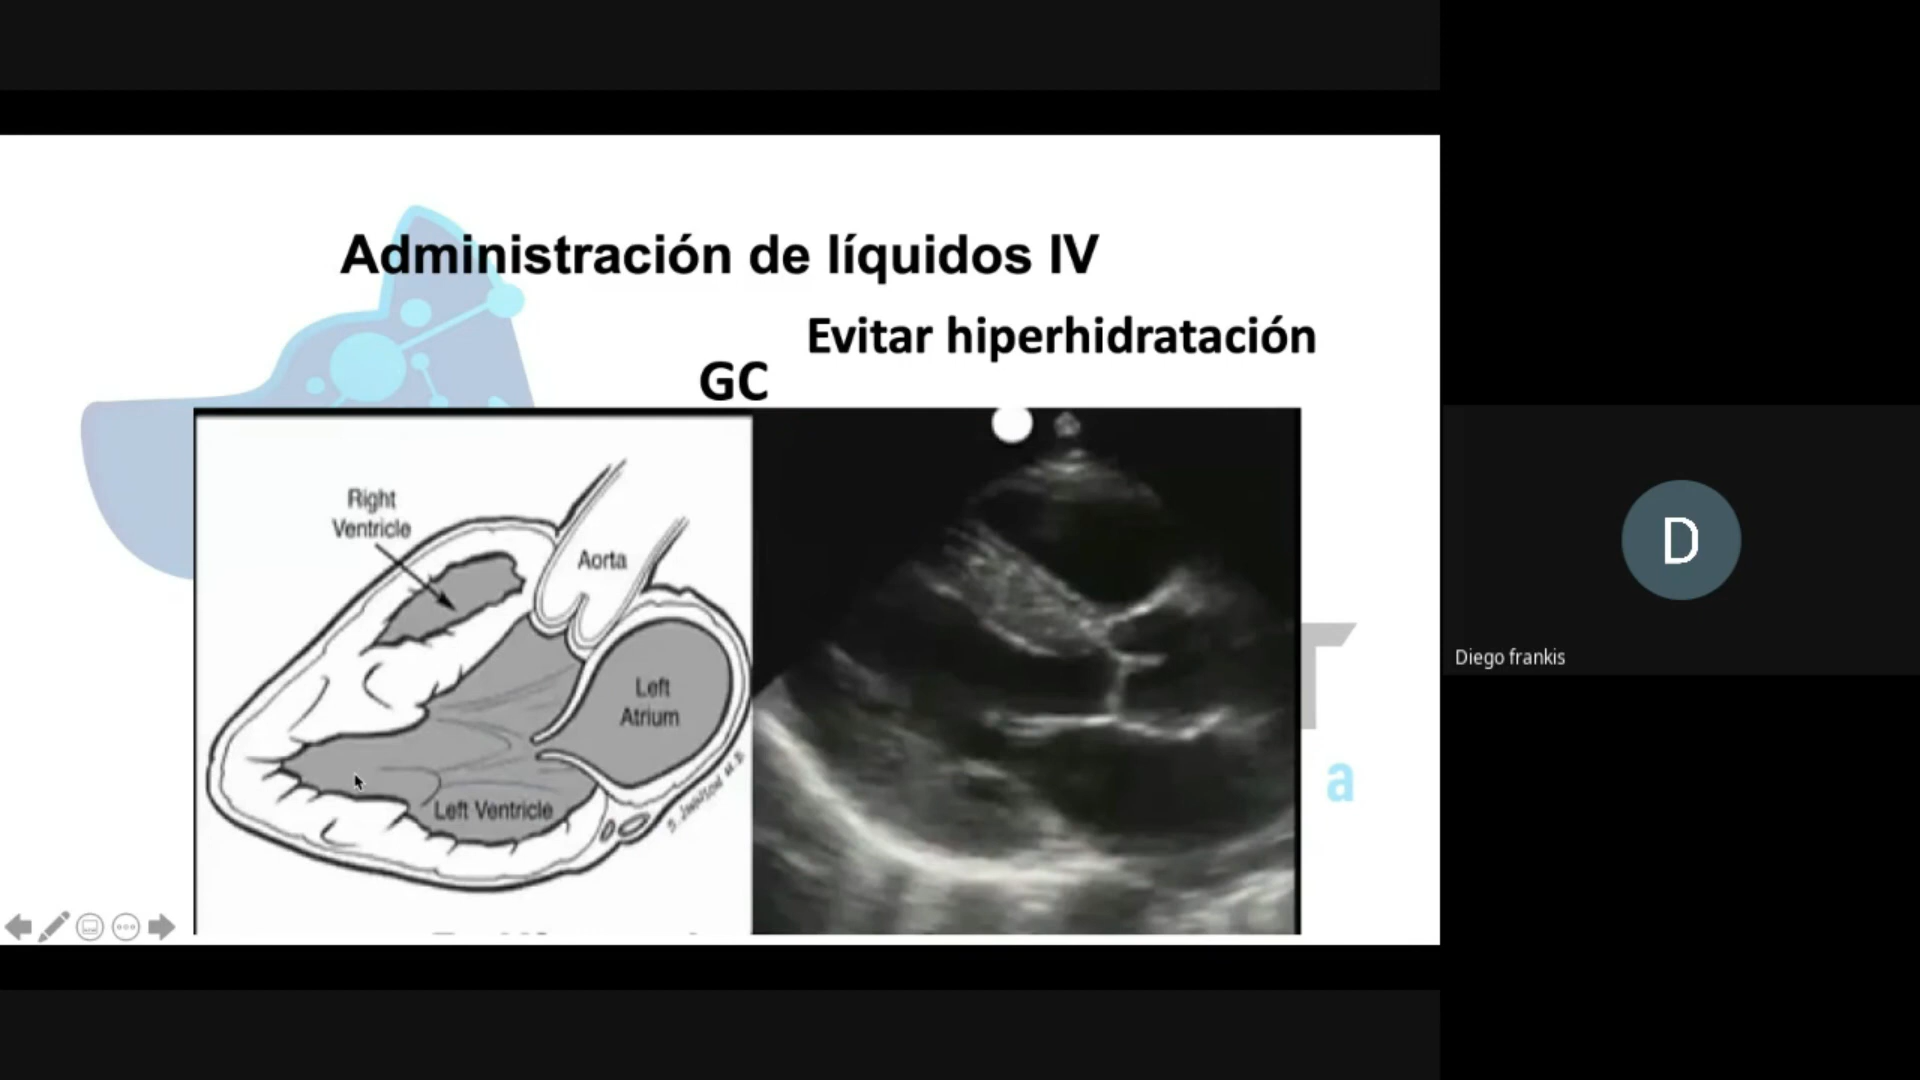 Administración de líquidos IV
Evitar hiperhidratación
GC
Right
Ventricle
Aorta
Left
Atrium
Left Ventricle
T
a
D
Diego frankis